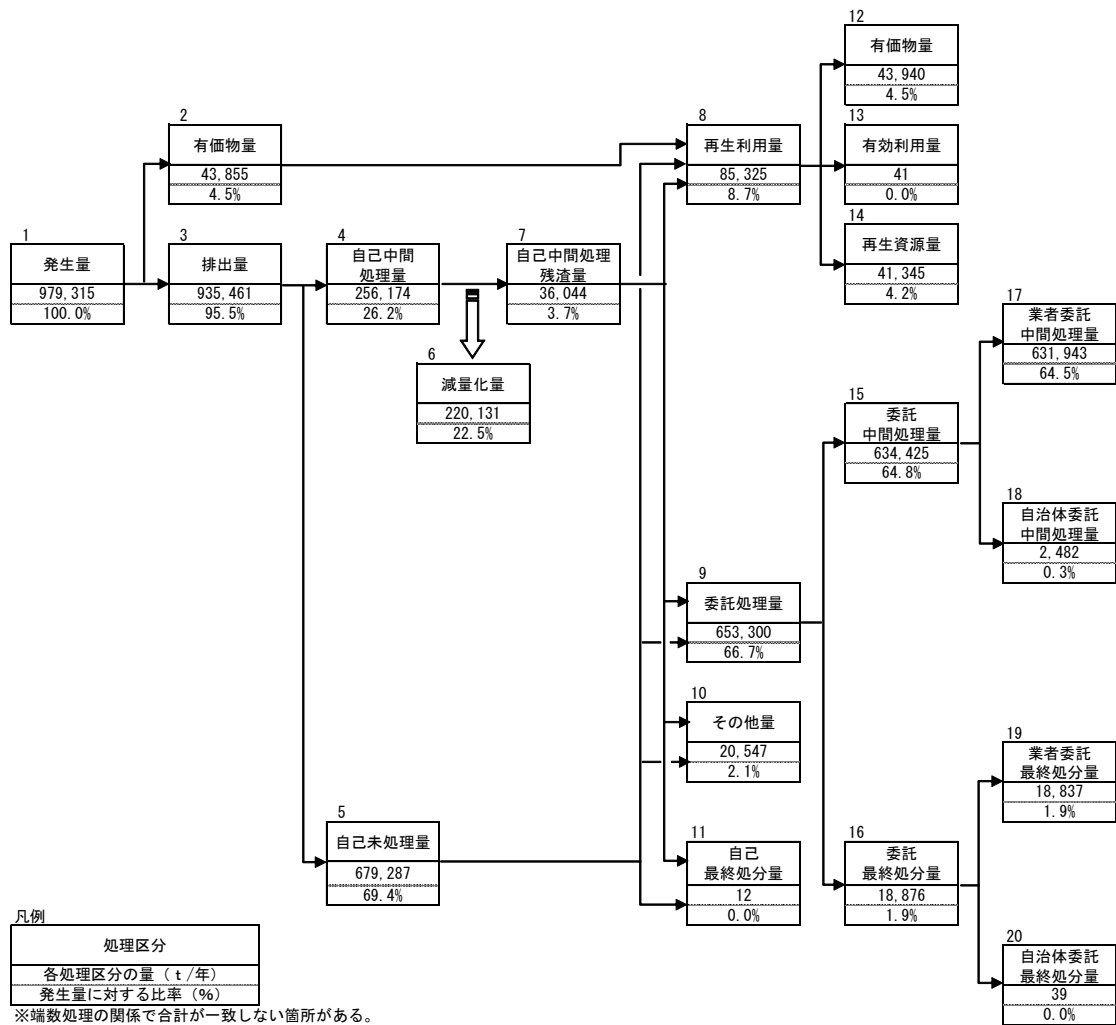 1
発生量
979,315
100.0%
2
有価物量
43,855
4.5%
3
排出量
935,461
95.5%
4
自己中間
処理量
256,174
26.2%
5
自己未処理量
679,287
69.4%
6
減量化量
220,131
22.5%
7
自己中間処理
残渣量
36,044
3.7%
8
再生利用量
85,325
8.7%
9
委託処理量
653,300
66.7%
10
その他量
20,547
2.1%
11
自己
最終処分量
12
0.0%
12
有価物量
43,940
4.5%
13
有効利用量
41
0.0%
14
再生資源量
41,345
4.2%
15
委託
中間処理量
634,425
64.8%
16
委託
最終処分量
18,876
1.9%
17
業者委託
中間処理量
631,943
64.5%
18
自治体委託
中間処理量
2,482
0.3%
19
業者委託
最終処分量
18,837
1.9%
20
自治体委託
最終処分量
39
0.0%
凡例
処理区分
各処理区分の量(t/年)
発生量に対する比率(%)
※端数処理の関係で合計が一致しない箇所がある。